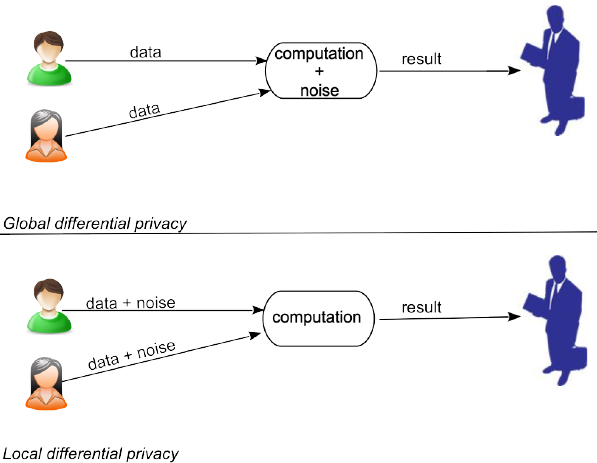 data
computation
+
noise
result
data
Global differential privacy
data + noise
computation
result
data + noise
Local differential privacy